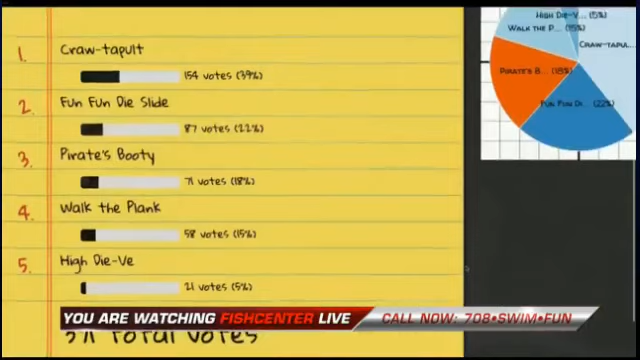 1. Craw-tapult
154 votes (39%)
2. Fun Fun Die Slide
87 votes (22%)
3. Pirate's Booty
71 votes (18%)
4. Walk the Plank
58 votes (15%)
5. High Die-Ve
21 votes (5%)
Total votes
High Die-V... (5%)
Walk the P... (15%)
Craw-tapu...
Pirate's B... (18%)
Fun Fun Di... (22%)
YOU ARE WATCHING FISHCENTER LIVE
CALL NOW: 708•SWIM•FUN